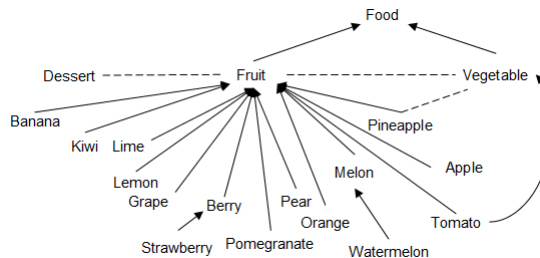 Food
Dessert
Fruit
Vegetable
Banana
Pineapple
Kiwi
Lime
Melon
Apple
Lemon
Grape
Berry
Pear
Orange
Tomato
Strawberry
Pomegranate
Watermelon